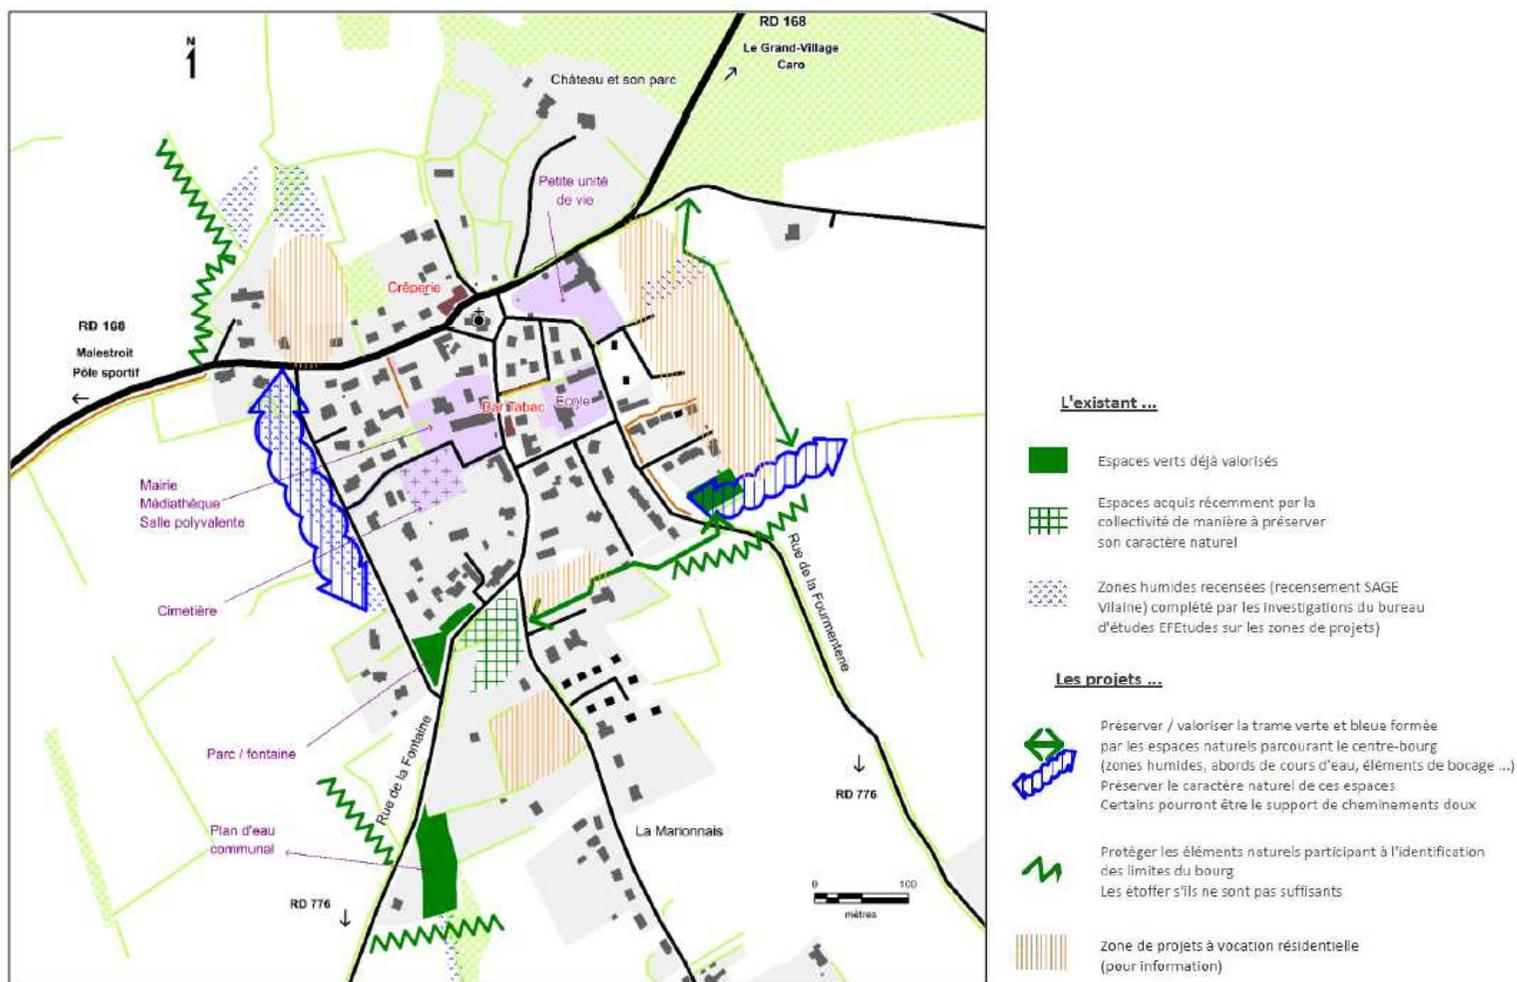 N
RD 168
Le Grand-Village
Caro
Château et son parc
Petite unité
de vie
Crêperie
RD 168
Malestroit
Pôle sportif
Bar Tabac
Ecole
Mairie
Médiathèque
Salle polyvalente
Cimetière
Rue de la Fourmenterie
Parc / fontaine
Rue de la Fontaine
RD 776
Plan d'eau
communal
La Marionnais
RD 776
0 100
mètres
L'existant ...
Espaces verts déjà valorisés
Espaces acquis récemment par la
collectivité de manière à préserver
son caractère naturel
Zones humides recensées (recensement SAGE
Vilaine) complété par les investigations du bureau
d'études EFEtudes sur les zones de projets)
Les projets ...
Préserver / valoriser la trame verte et bleue formée
par les espaces naturels parcourant le centre-bourg
(zones humides, abords de cours d'eau, éléments de bocage ...)
Préserver le caractère naturel de ces espaces
Certains pourront être le support de cheminements doux
Protéger les éléments naturels participant à l'identification
des limites du bourg
Les étoffer s'ils ne sont pas suffisants
Zone de projets à vocation résidentielle
(pour information)